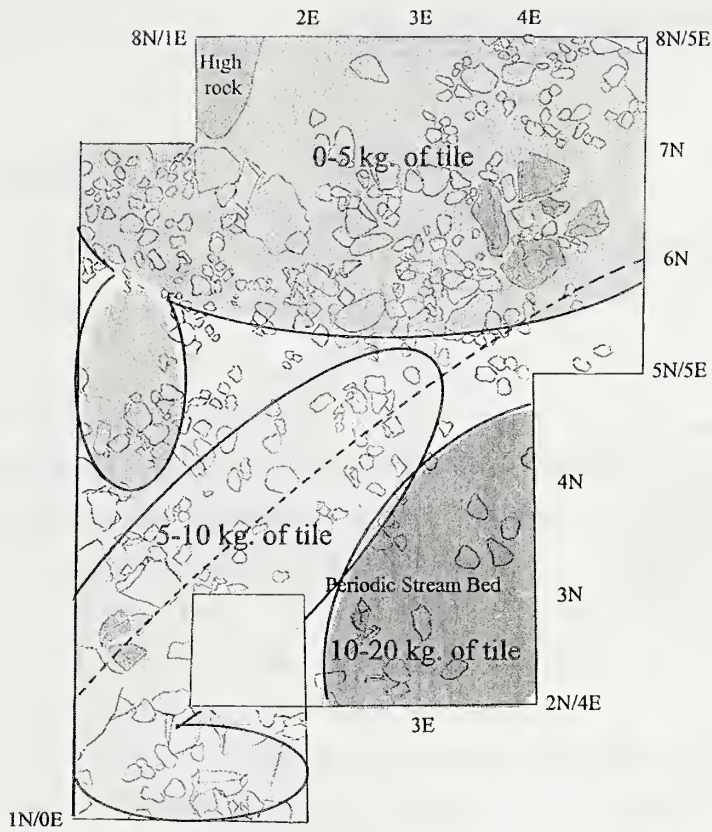 2E 3E 4E
8N/1E 8N/5E
High
rock
7N
0-5 kg. of tile
6N
5N/5E
4N
5-10 kg. of tile
Periodic Stream Bed
3N
10-20 kg. of tile
2N/4E
3E
1N/0E